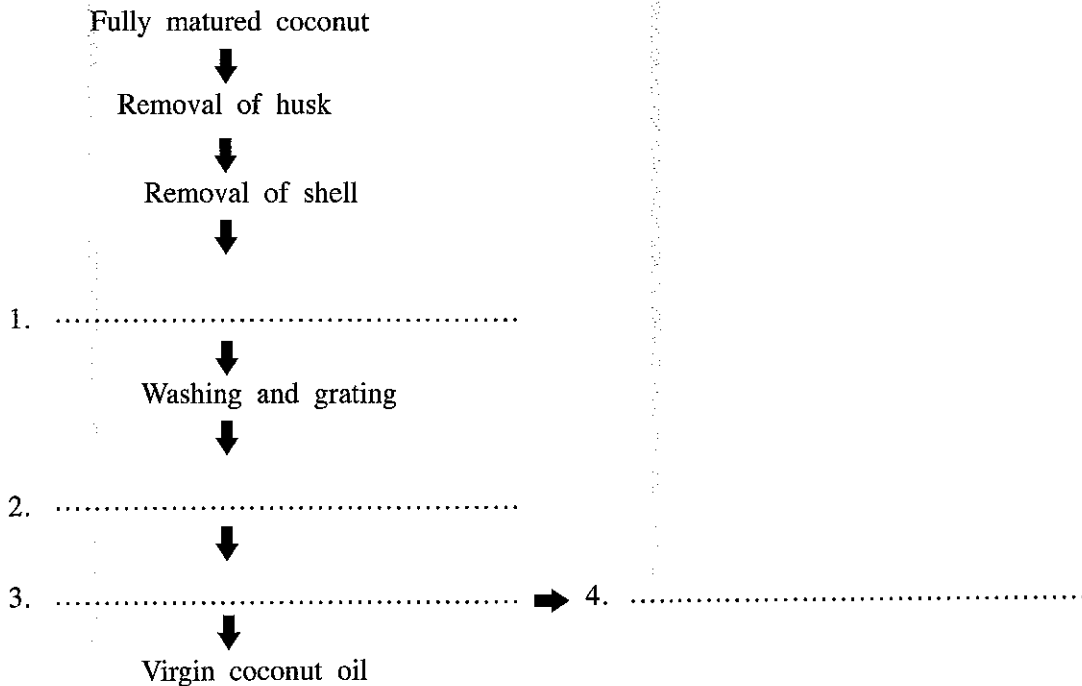 Fully matured coconut
Removal of husk
Removal of shell
1. ................................................
Washing and grating
2. ................................................
3. ................................................ 4. ................................................
Virgin coconut oil